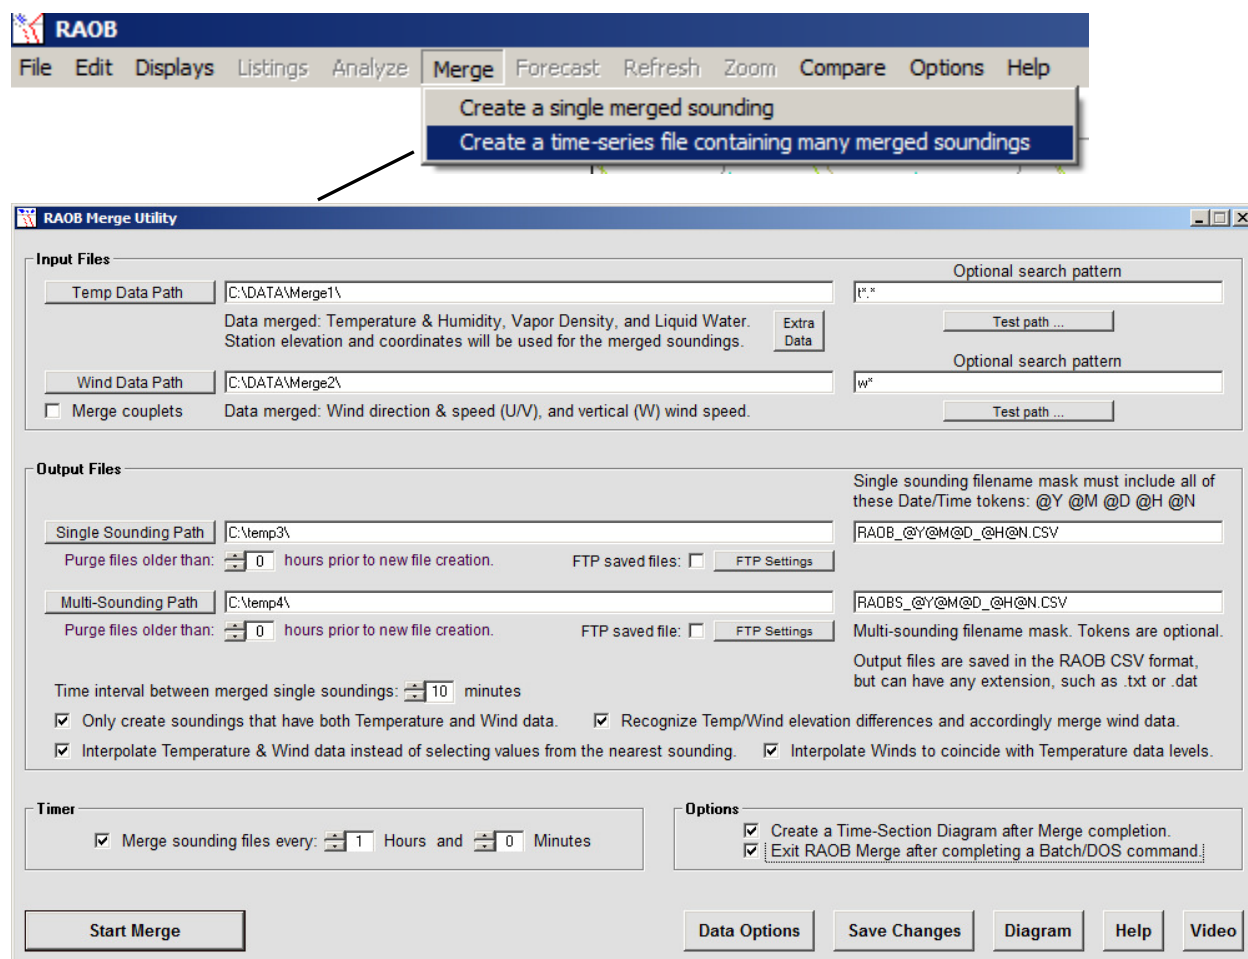 RAOB
File Edit Displays Listings Analyze Merge Forecast Refresh Zoom Compare Options Help
Create a single merged sounding
Create a time-series file containing many merged soundings
RAOB Merge Utility
Input Files
Optional search pattern
Temp Data Path C:\DATA\Merge1\ t*.*
Data merged: Temperature & Humidity, Vapor Density, and Liquid Water.
Station elevation and coordinates will be used for the merged soundings.
Extra
Data
Test path ...
Optional search pattern
Wind Data Path C:\DATA\Merge2\ w*
Merge couplets Data merged: Wind direction & speed (U/V), and vertical (W) wind speed. Test path ...
Output Files
Single sounding filename mask must include all of
these Date/Time tokens: @Y @M @D @H @N
Single Sounding Path C:\temp3\ RAOB_@Y@M@D_@H@N.CSV
Purge files older than: 0 hours prior to new file creation. FTP saved files: FTP Settings
Multi-Sounding Path C:\temp4\ RAOBS_@Y@M@D_@H@N.CSV
Purge files older than: 0 hours prior to new file creation. FTP saved file: FTP Settings Multi-sounding filename mask. Tokens are optional.
Output files are saved in the RAOB CSV format,
but can have any extension, such as .txt or .dat
Time interval between merged single soundings: 10 minutes
Only create soundings that have both Temperature and Wind data. Recognize Temp/Wind elevation differences and accordingly merge wind data.
Interpolate Temperature & Wind data instead of selecting values from the nearest sounding. Interpolate Winds to coincide with Temperature data levels.
Timer
Merge sounding files every: 1 Hours and 0 Minutes
Options
Create a Time-Section Diagram after Merge completion.
Exit RAOB Merge after completing a Batch/DOS command.
Start Merge Data Options Save Changes Diagram Help Video